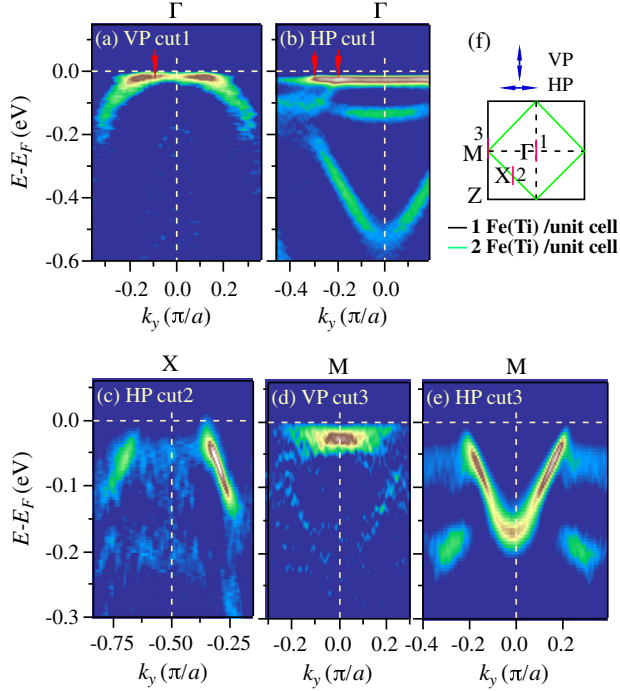 Γ Γ
(a) VP cut1 (b) HP cut1 (f)
VP
HP
0.0
-0.2
-0.4
-0.6
E-E_F (eV)
-0.2 0.0 0.2
k_y (π/a)
-0.4 -0.2 0.0
k_y (π/a)
3
M Γ 1
X 2
Z
1 Fe(Ti) /unit cell
2 Fe(Ti) /unit cell
X M M
(c) HP cut2 (d) VP cut3 (e) HP cut3
0.0
-0.1
-0.2
-0.3
E-E_F (eV)
-0.75 -0.50 -0.25
k_y (π/a)
-0.2 0.0 0.2
k_y (π/a)
-0.4 0.0 0.2
k_y (π/a)